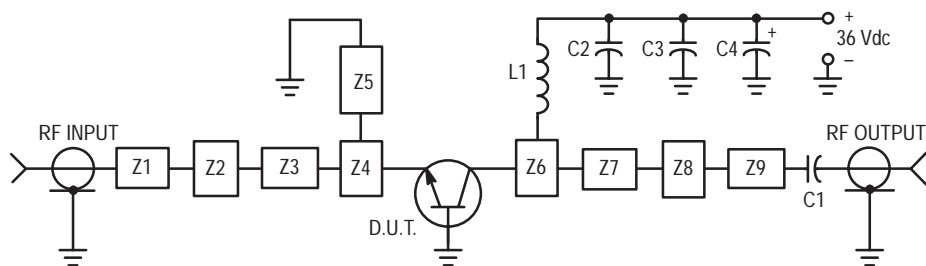 +
C2 C3 C4 + 36 Vdc
−
L1
Z5
RF INPUT RF OUTPUT
Z1 Z2 Z3 Z4 Z6 Z7 Z8 Z9
C1
D.U.T.